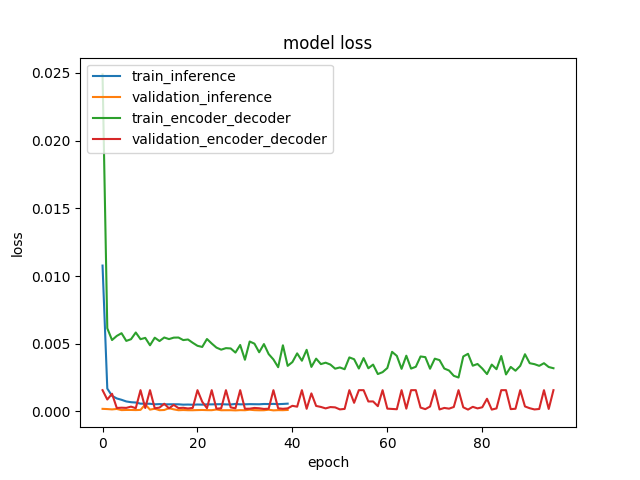 model loss
train_inference
validation_inference
train_encoder_decoder
validation_encoder_decoder
0.025
0.020
0.015
0.010
0.005
0.000
loss
0 20 40 60 80
epoch